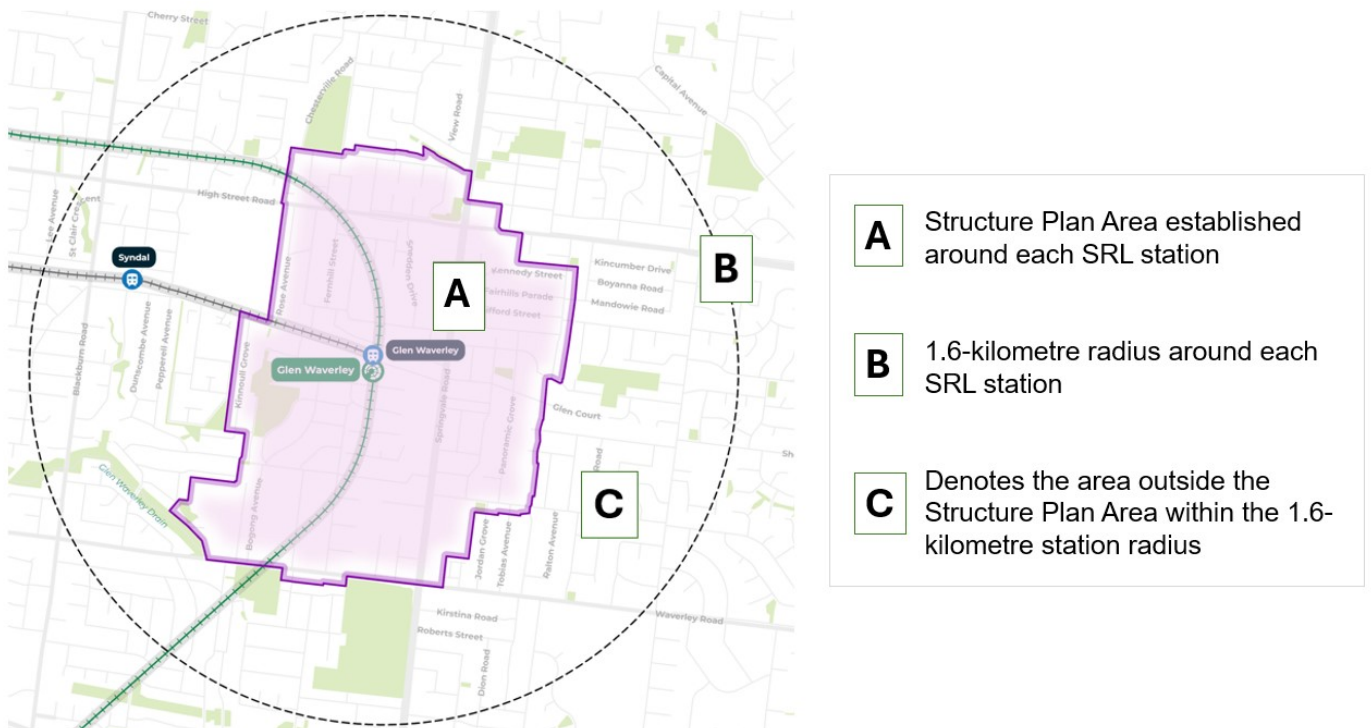 Cherry Street
Chesterville Road
View Road
Capital Avenue
Lee Avenue
St Clair Crescent
High Street Road
Syndal
Rose Avenue
Fernhill Street
Snedden Drive
Kennedy Street
Fairhills Parade
Clifford Street
Kincumber Drive
Boyanna Road
Mandowie Road
A
B
Blackburn Road
Duncombe Avenue
Pepperell Avenue
Kinnoull Grove
Glen Waverley
Glen Waverley
Springvale Road
Panoramic Grove
Glen Court
Road
Sh
C
Glen Waverley Drain
Bogong Avenue
Jordan Grove
Tobias Avenue
Ralton Avenue
Kirstina Road
Roberts Street
Waverley Road
Dion Road
A
Structure Plan Area established
around each SRL station
B
1.6-kilometre radius around each
SRL station
C
Denotes the area outside the
Structure Plan Area within the 1.6-
kilometre station radius